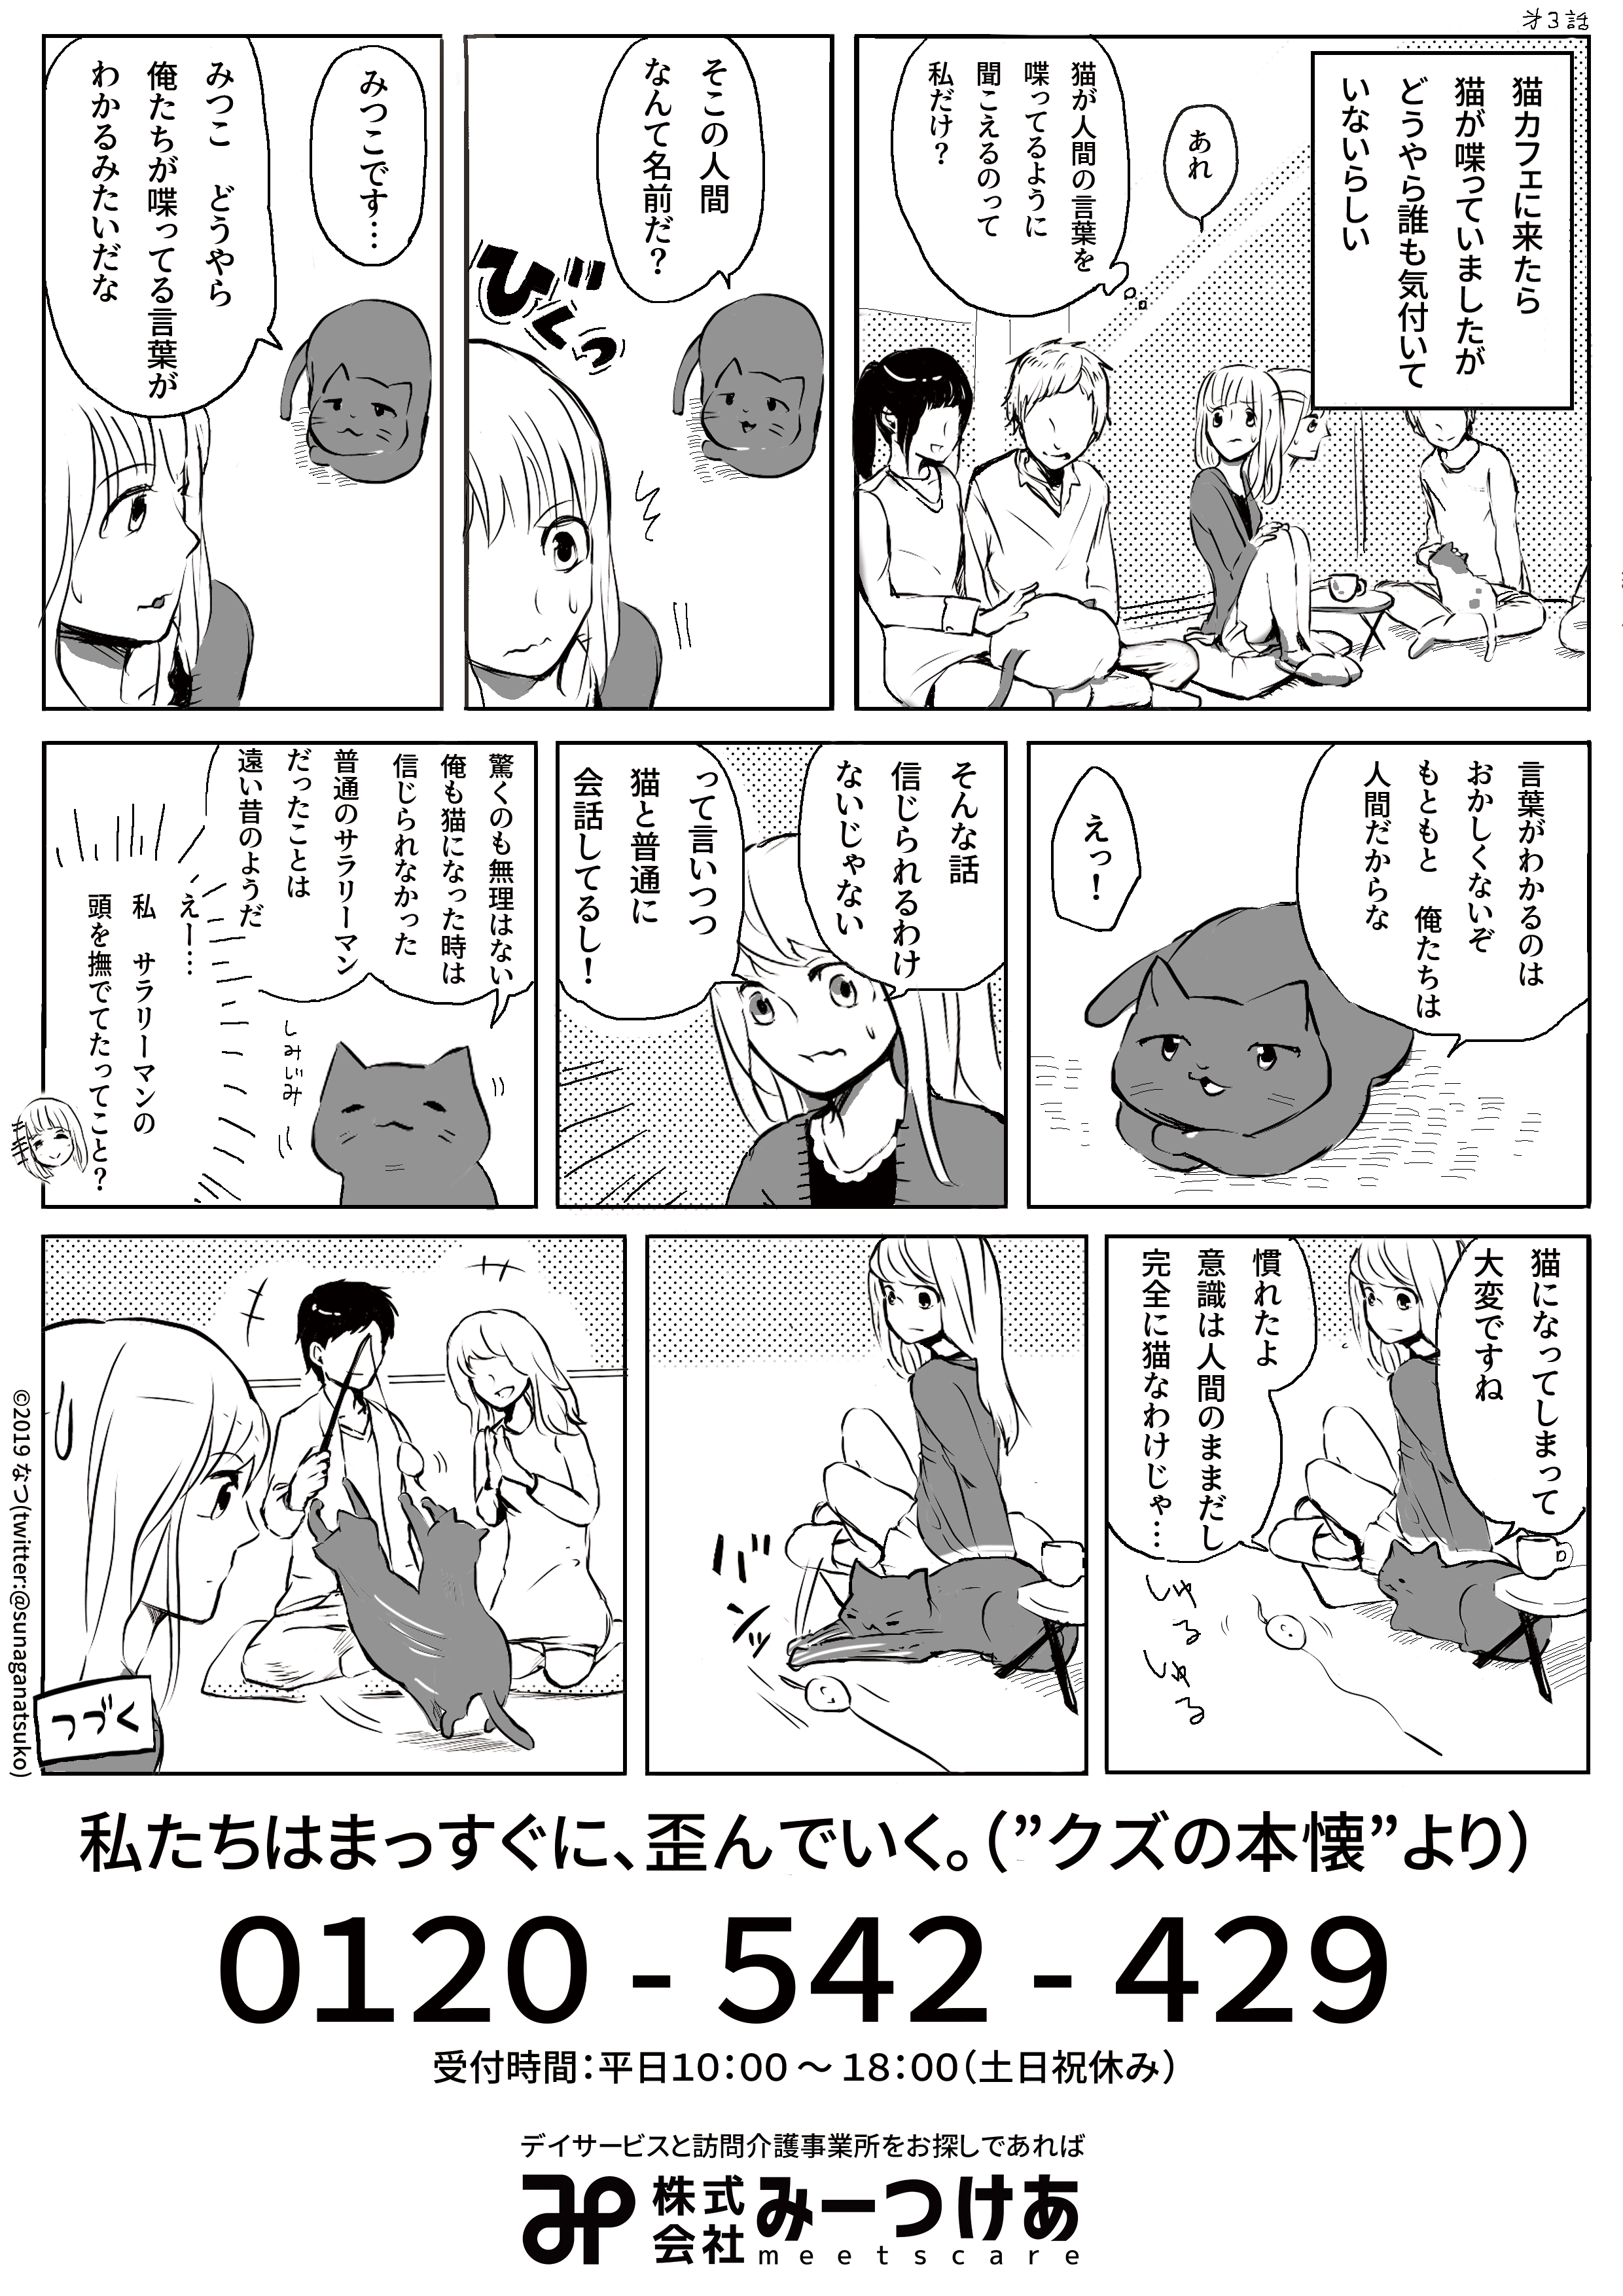 第3話
猫カフェに来たら
猫が喋っていましたが
どうやら誰も気付いて
いないらしい
あれ
猫が人間の言葉を
喋ってるように
聞こえるのって
私だけ？
そこの人間
なんて名前だ？
びくっ
みつこです…
みつこ　どうやら
俺たちが喋ってる言葉が
わかるみたいだな
言葉がわかるのは
おかしくないぞ
もともと　俺たちは
人間だからな
えっ！
そんな話
信じられるわけ
ないじゃない
って言いつつ
猫と普通に
会話してるし！
驚くのも無理はない
俺も猫になった時は
信じられなかった
普通のサラリーマン
だったことは
遠い昔のようだ
しみじみ
えー…
私　サラリーマンの
頭を撫でてたってこと？
猫になってしまって
大変ですね
慣れたよ
意識は人間のままだし
完全に猫なわけじゃ…
しゅるしゅる
バシッ
つづく
©2019 なつ(twitter:@sunaganatsuko)
私たちはまっすぐに、歪んでいく。（”クズの本懐”より）
0120 - 542 - 429
受付時間：平日10：00 ～ 18：00（土日祝休み）
デイサービスと訪問介護事業所をお探しであれば
株式会社みーつけあ
meetscare